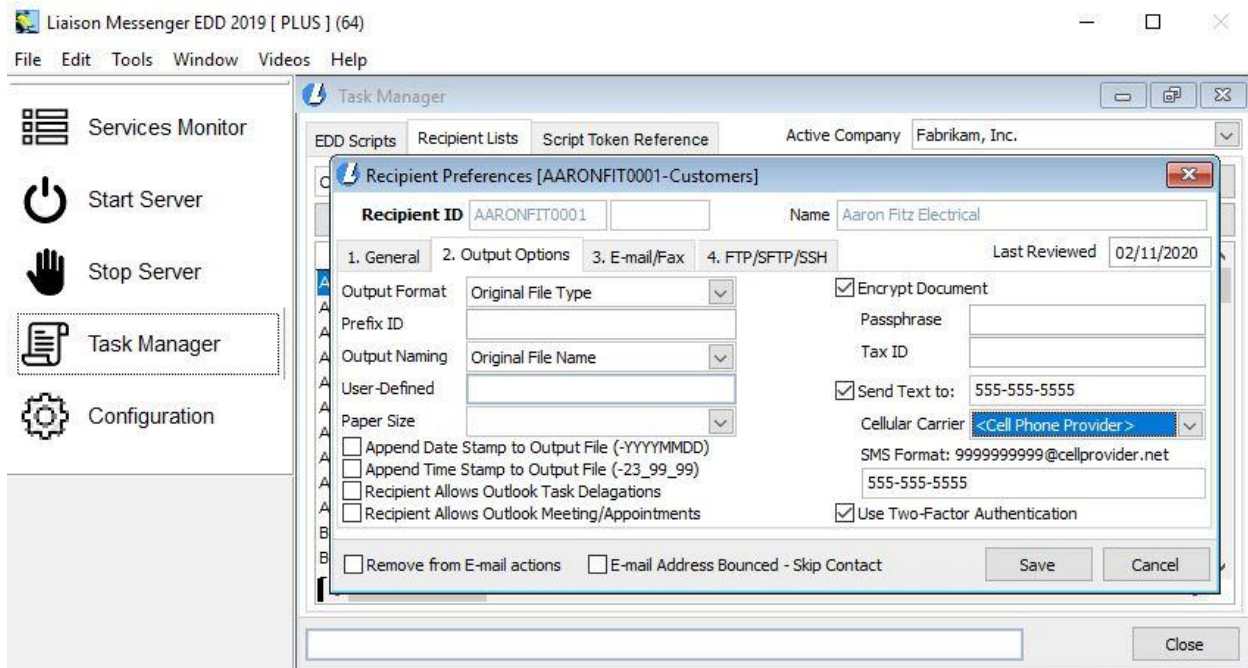 Liaison Messenger EDD 2019 [ PLUS ] (64)
File Edit Tools Window Videos Help
Services Monitor
Start Server
Stop Server
Task Manager
Configuration
Task Manager
EDD Scripts Recipient Lists Script Token Reference Active Company Fabrikam, Inc.
Recipient Preferences [AARONFIT0001-Customers]
Recipient ID AARONFIT0001 Name Aaron Fitz Electrical
1. General 2. Output Options 3. E-mail/Fax 4. FTP/SFTP/SSH Last Reviewed 02/11/2020
Output Format Original File Type Encrypt Document
Prefix ID Passphrase
Output Naming Original File Name Tax ID
User-Defined Send Text to: 555-555-5555
Paper Size Cellular Carrier <Cell Phone Provider>
Append Date Stamp to Output File (-YYYYMMDD) SMS Format: 9999999999@cellprovider.net
Append Time Stamp to Output File (-23_99_99)
Recipient Allows Outlook Task Delagations 555-555-5555
Recipient Allows Outlook Meeting/Appointments Use Two-Factor Authentication
Remove from E-mail actions E-mail Address Bounced - Skip Contact Save Cancel
Close